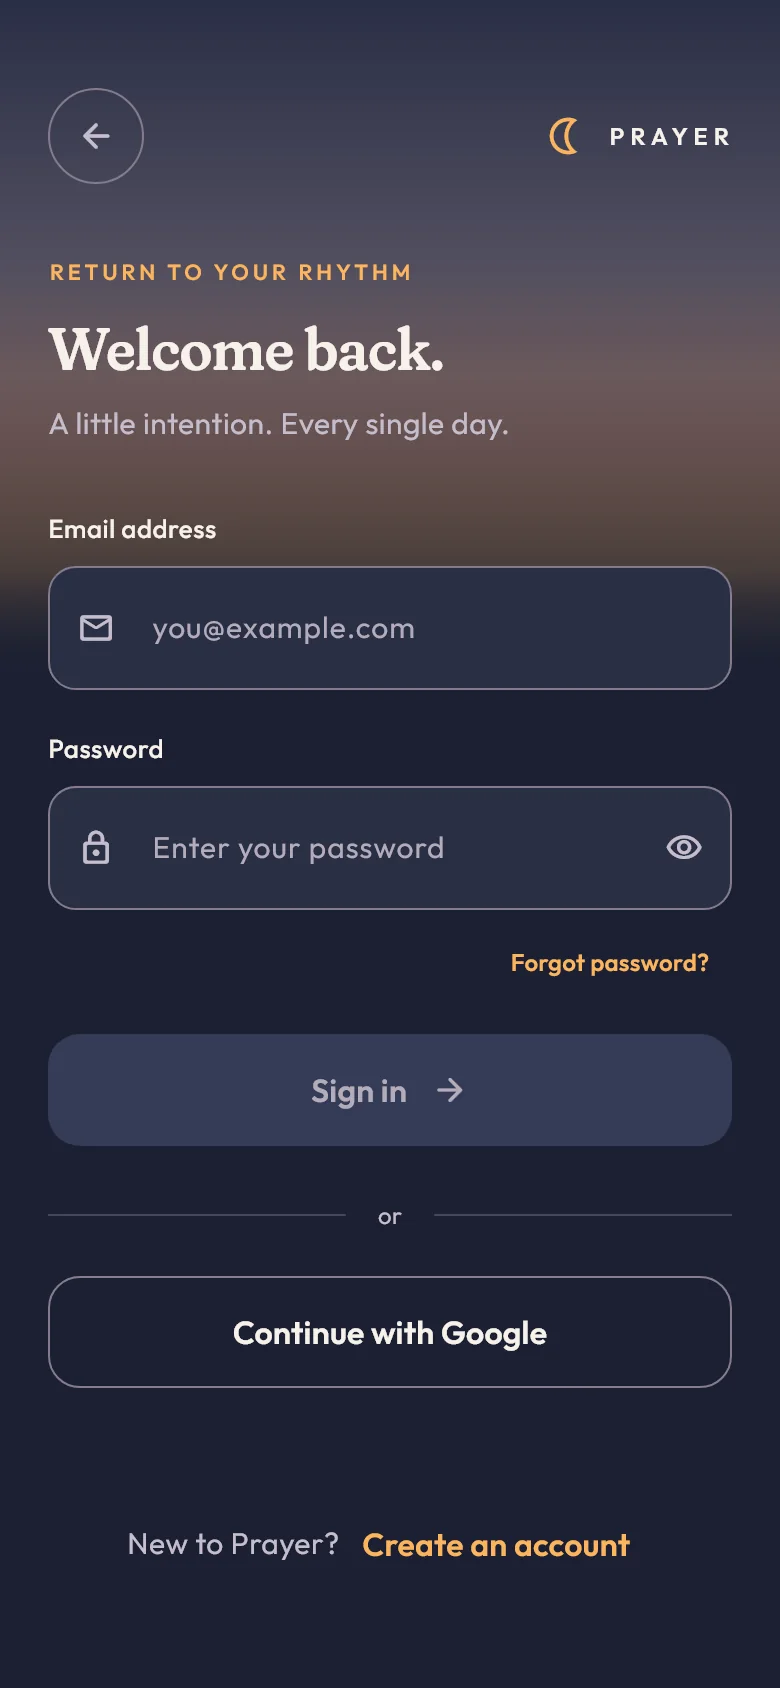 PRAYER
RETURN TO YOUR RHYTHM
Welcome back.
A little intention. Every single day.
Email address
you@example.com
Password
Enter your password
Forgot password?
Sign in
or
Continue with Google
New to Prayer? Create an account